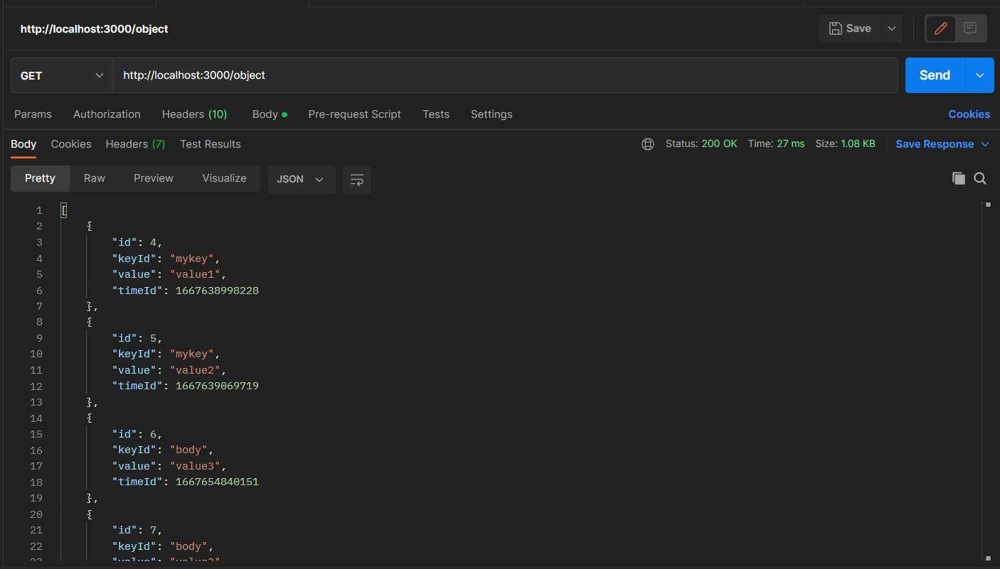 http://localhost:3000/object
Save
GET
http://localhost:3000/object
Send
Params Authorization Headers (10) Body Pre-request Script Tests Settings Cookies
Body Cookies Headers (7) Test Results Status: 200 OK Time: 27 ms Size: 1.08 KB Save Response
Pretty Raw Preview Visualize JSON
1 [
2 {
3 "id": 4,
4 "keyId": "mykey",
5 "value": "value1",
6 "timeId": 1667638998228
7 },
8 {
9 "id": 5,
10 "keyId": "mykey",
11 "value": "value2",
12 "timeId": 1667639069719
13 },
14 {
15 "id": 6,
16 "keyId": "body",
17 "value": "value3",
18 "timeId": 1667654840151
19 },
20 {
21 "id": 7,
22 "keyId": "body",